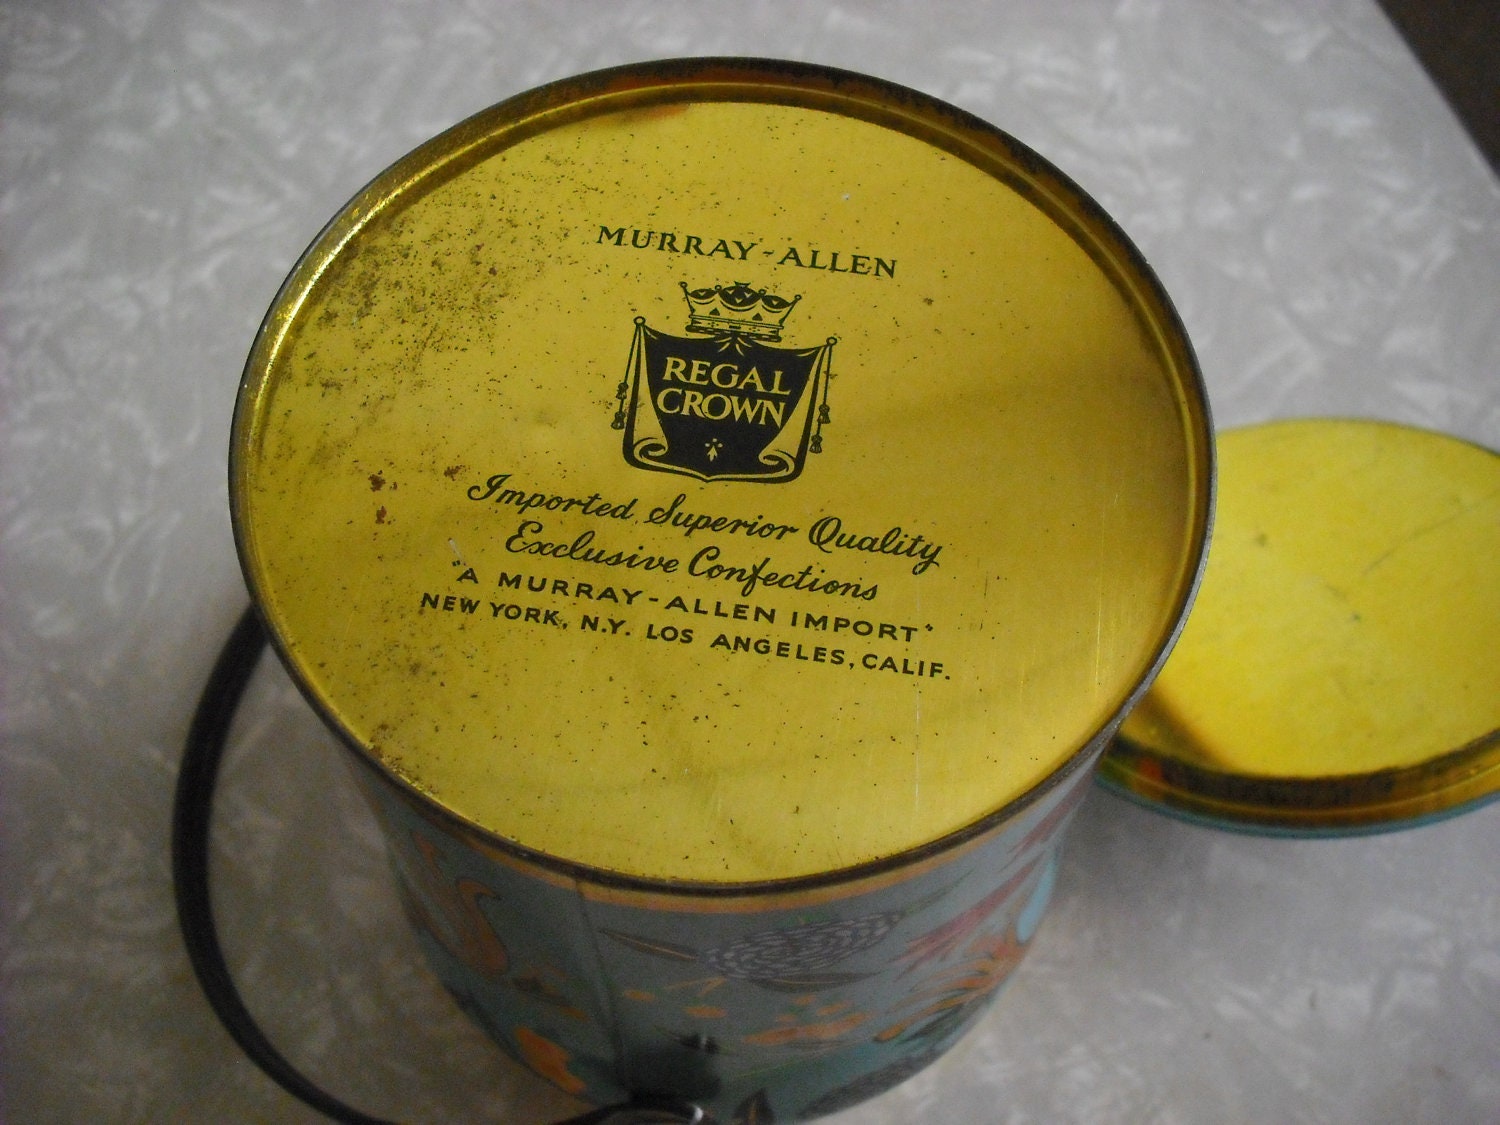 MURRAY-ALLEN
REGAL
CROWN
Imported Superior Quality
Exclusive Confections
"A MURRAY-ALLEN IMPORT"
NEW YORK, N.Y. LOS ANGELES, CALIF.